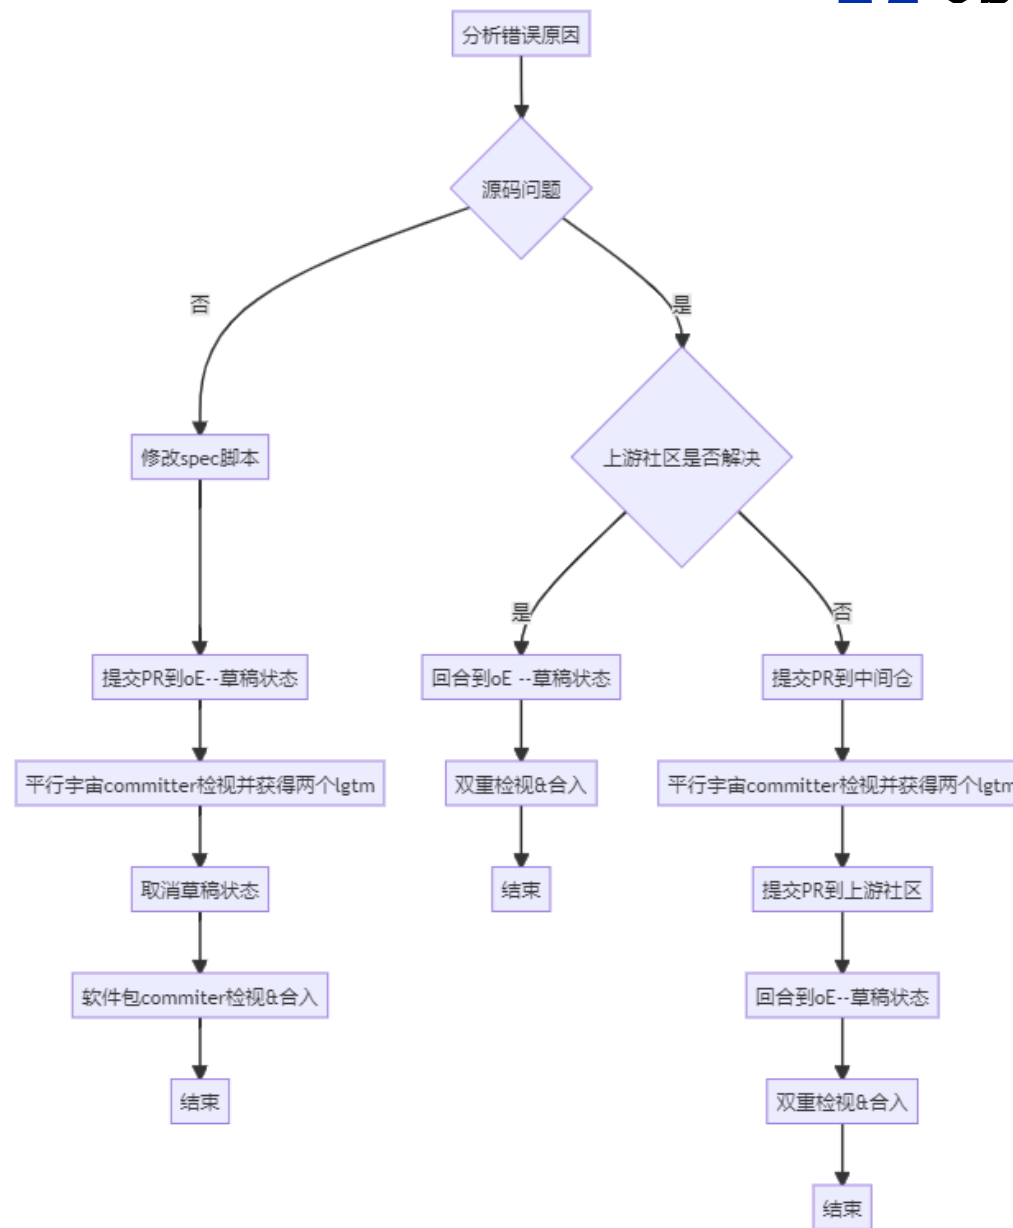 分析错误原因
源码问题
否
是
修改spec脚本
上游社区是否解决
是
否
提交PR到oE--草稿状态
回合到oE --草稿状态
提交PR到中间仓
平行宇宙committer检视并获得两个lgtm
双重检视&合入
平行宇宙committer检视并获得两个lgtm
取消草稿状态
结束
提交PR到上游社区
软件包commiter检视&合入
回合到oE--草稿状态
结束
双重检视&合入
结束